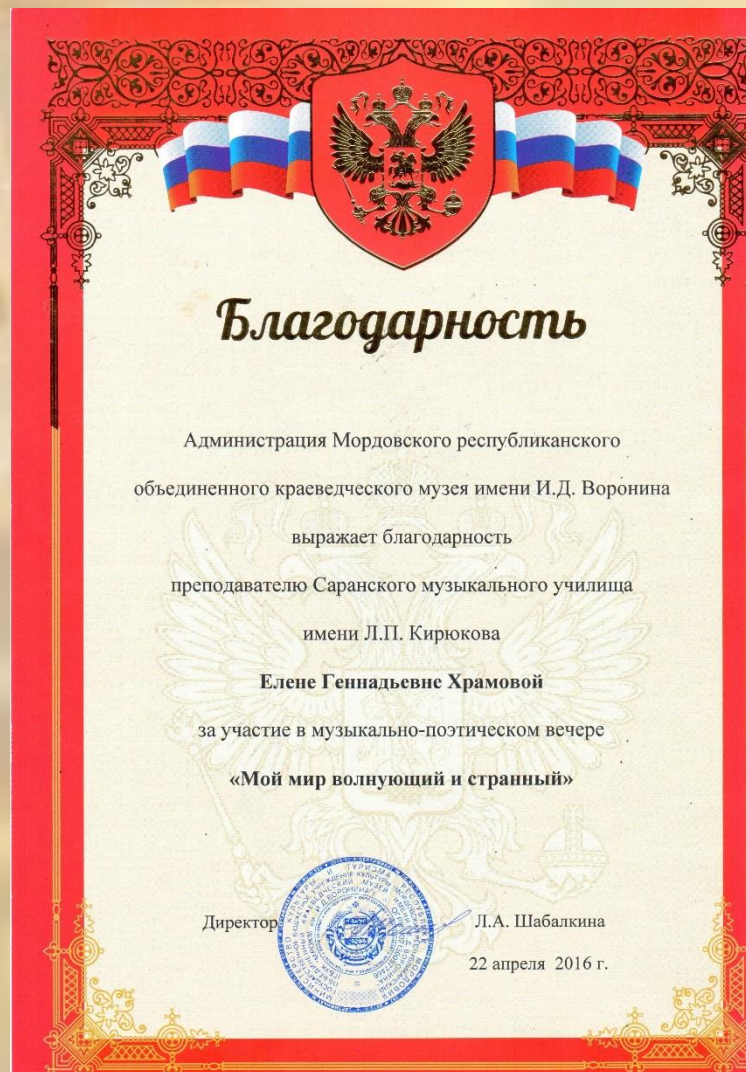 Благодарность
Администрация Мордовского республиканского
объединенного краеведческого музея имени И.Д. Воронина
выражает благодарность
преподавателю Саранского музыкального училища
имени Л.П. Кирюкова
Елене Геннадьевне Храмовой
за участие в музыкально-поэтическом вечере
«Мой мир волнующий и странный»
Директор
Л.А. Шабалкина
22 апреля 2016 г.